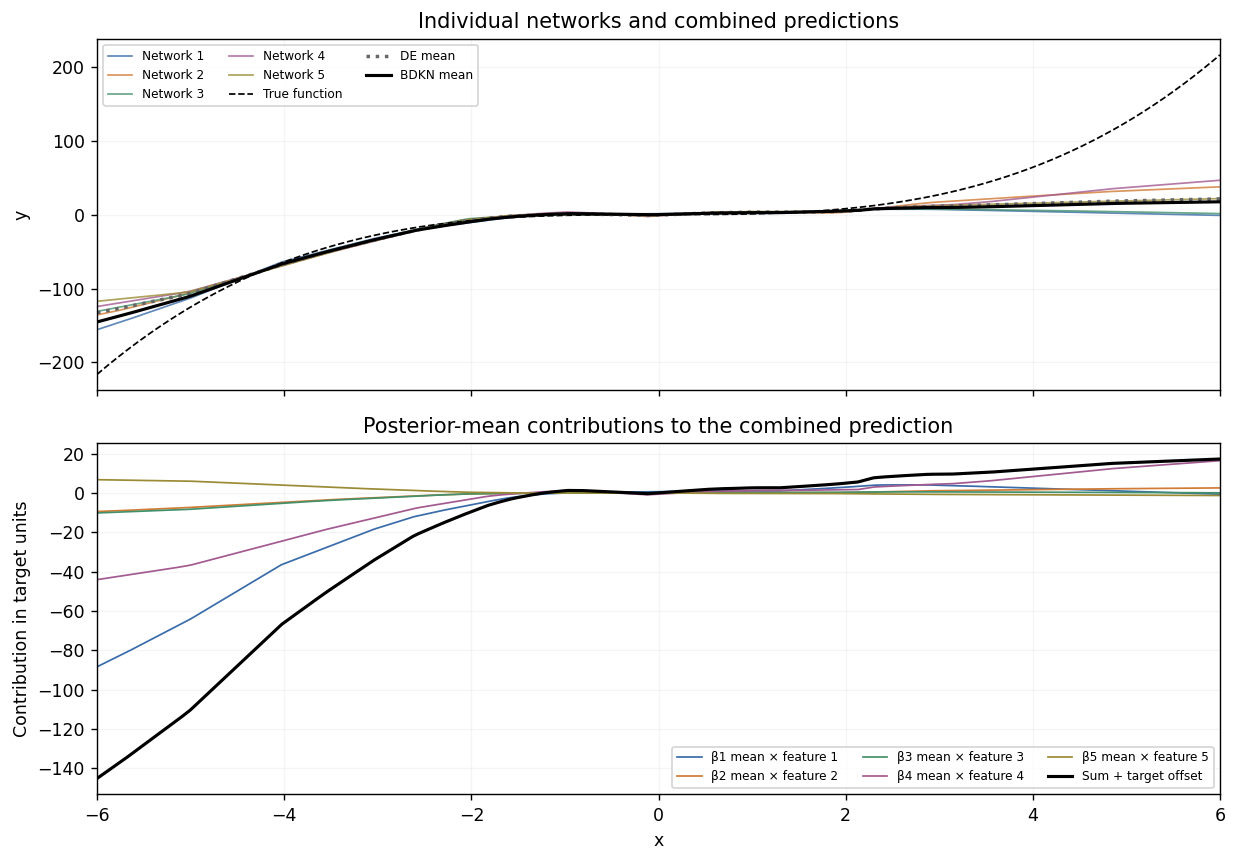 Individual networks and combined predictions
Network 1
Network 2
Network 3
Network 4
Network 5
True function
DE mean
BDKN mean
200
100
0
−100
−200
y
Posterior-mean contributions to the combined prediction
20
0
−20
−40
−60
−80
−100
−120
−140
Contribution in target units
β1 mean × feature 1
β2 mean × feature 2
β3 mean × feature 3
β4 mean × feature 4
β5 mean × feature 5
Sum + target offset
−6
−4
−2
0
2
4
6
x